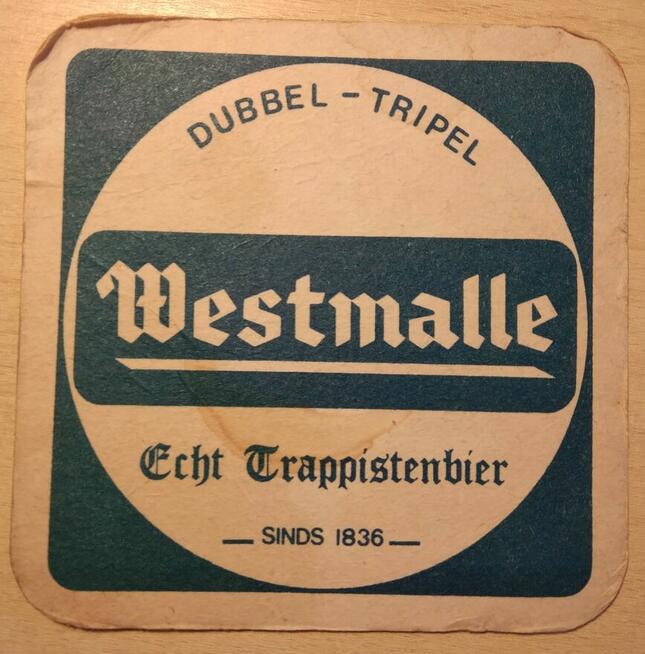 DUBBEL - TRIPEL
Westmalle
Echt Trappistenbier
— SINDS 1836 —